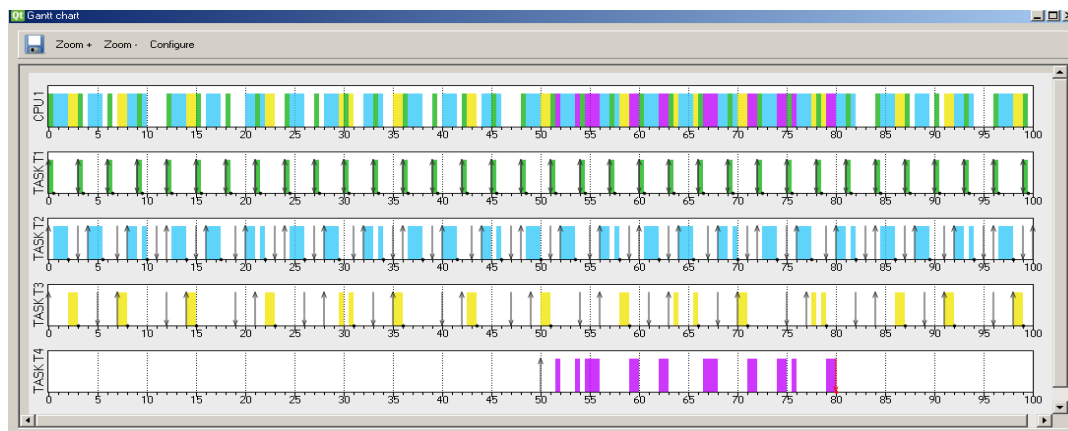 Qt Gantt chart
Zoom + Zoom - Configure
CPU 1
0 5 10 15 20 25 30 35 40 45 50 55 60 65 70 75 80 85 90 95 100
TASK T1
0 5 10 15 20 25 30 35 40 45 50 55 60 65 70 75 80 85 90 95 100
TASK T2
0 5 10 15 20 25 30 35 40 45 50 55 60 65 70 75 80 85 90 95 100
TASK T3
0 5 10 15 20 25 30 35 40 45 50 55 60 65 70 75 80 85 90 95 100
TASK T4
0 5 10 15 20 25 30 35 40 45 50 55 60 65 70 75 80 85 90 95 100